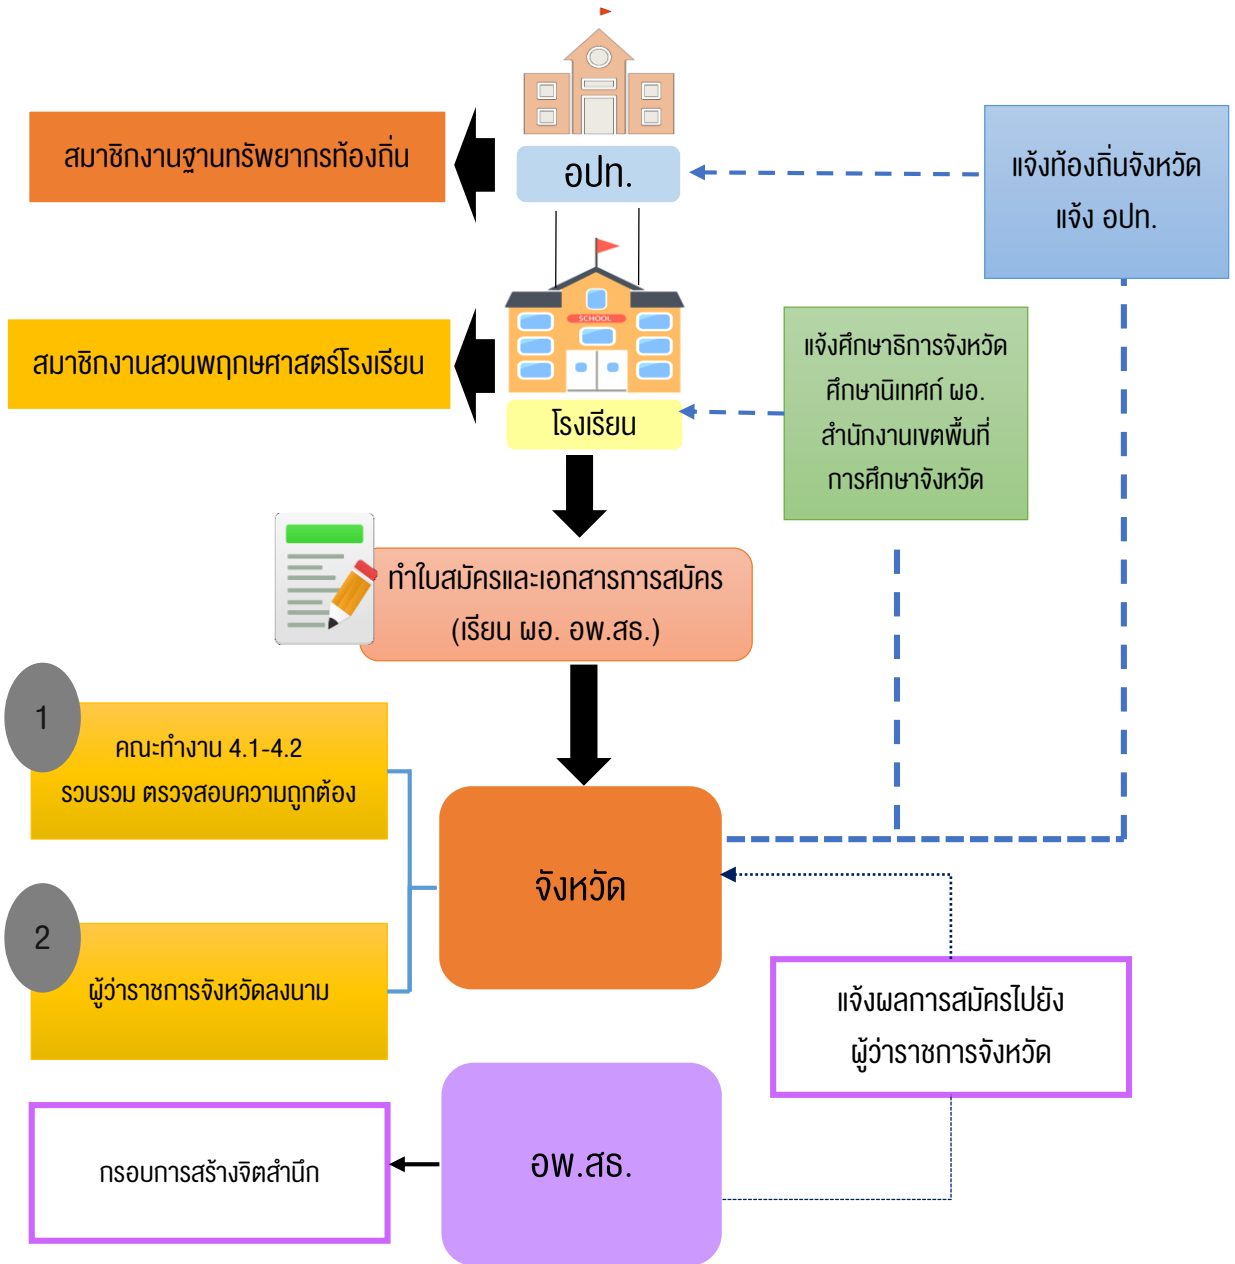 อปท.
สมาชิกงานฐานทรัพยากรท้องถิ่น
แจ้งท้องถิ่นจังหวัด
แจ้ง อปท.
SCHOOL
สมาชิกงานสวนพฤกษศาสตร์โรงเรียน
โรงเรียน
แจ้งศึกษาธิการจังหวัด
ศึกษานิเทศก์ ผอ.
สำนักงานเขตพื้นที่
การศึกษาจังหวัด
ทำใบสมัครและเอกสารการสมัคร
(เรียน ผอ. อพ.สธ.)
1
คณะทำงาน 4.1-4.2
รวบรวม ตรวจสอบความถูกต้อง
จังหวัด
2
ผู้ว่าราชการจังหวัดลงนาม
แจ้งผลการสมัครไปยัง
ผู้ว่าราชการจังหวัด
อพ.สธ.
กรอบการสร้างจิตสำนึก